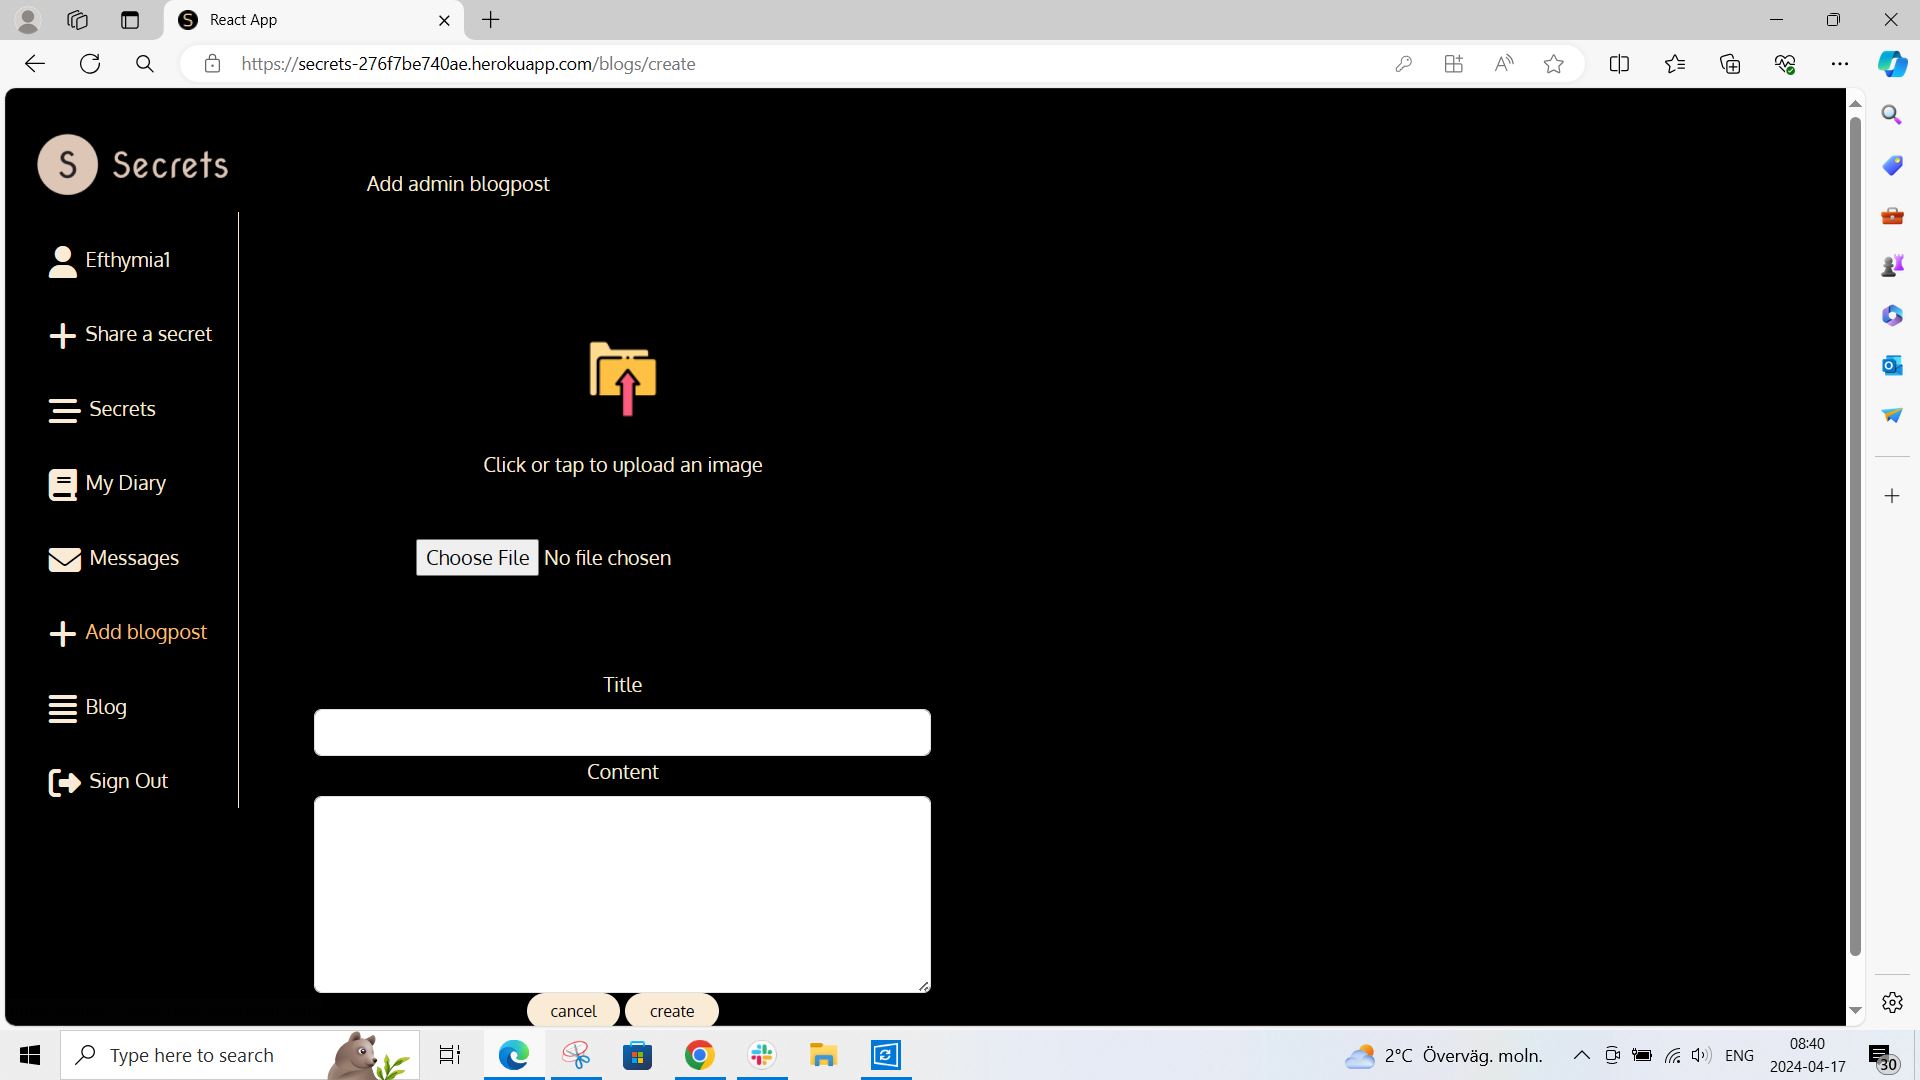 React App
https://secrets-276f7be740ae.herokuapp.com/blogs/create
S Secrets
Add admin blogpost
Efthymia1
Share a secret
Secrets
My Diary
Messages
Add blogpost
Blog
Sign Out
Click or tap to upload an image
Choose File No file chosen
Title
Content
cancel create
Type here to search
2°C Överväg. moln.
ENG
08:40
2024-04-17
30